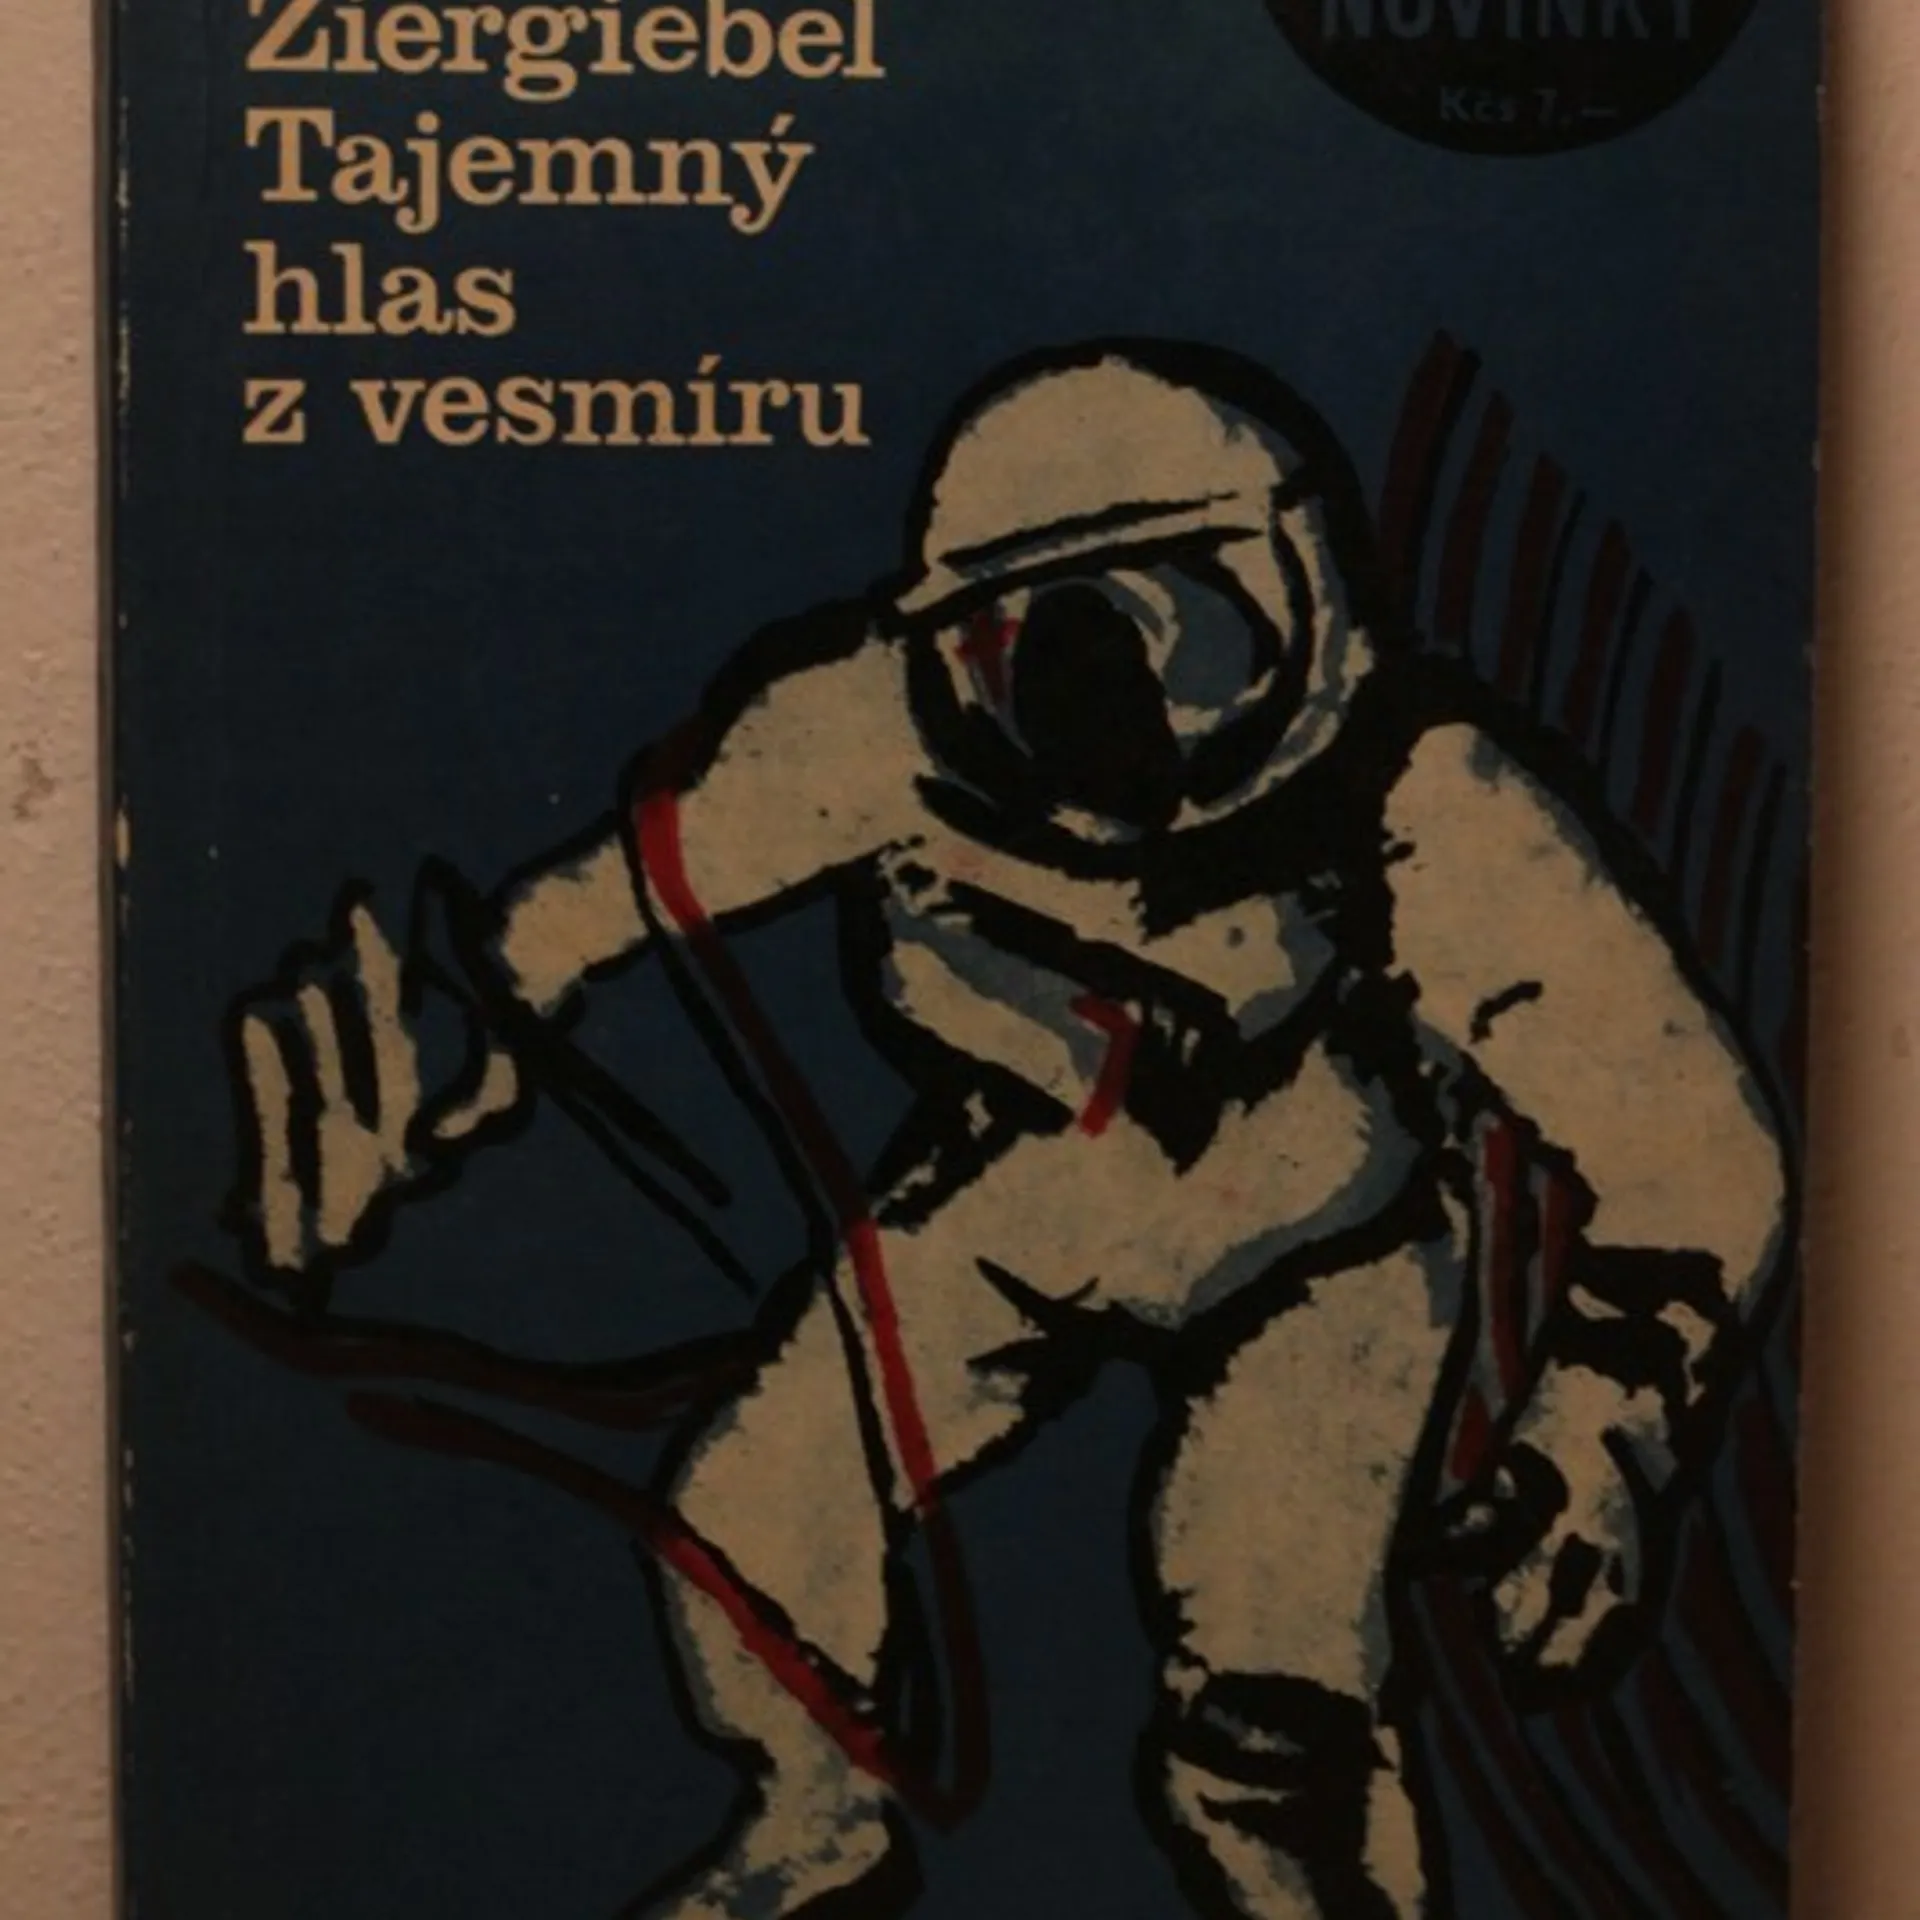 Ziergiebel
Tajemný
hlas
z vesmíru
NOVINKY
Kčs 7,—